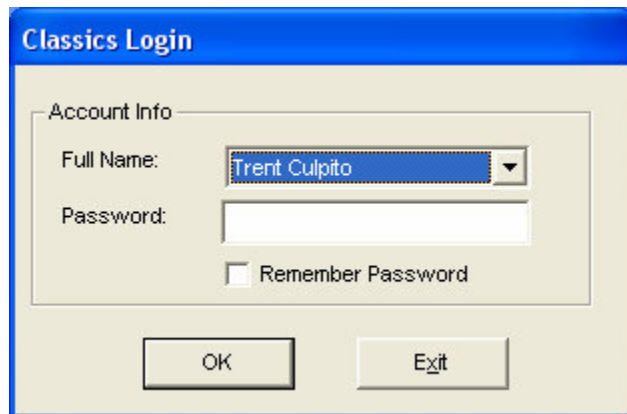 Classics Login
Account Info
Full Name: Trent Culpito
Password:
Remember Password
OK Exit